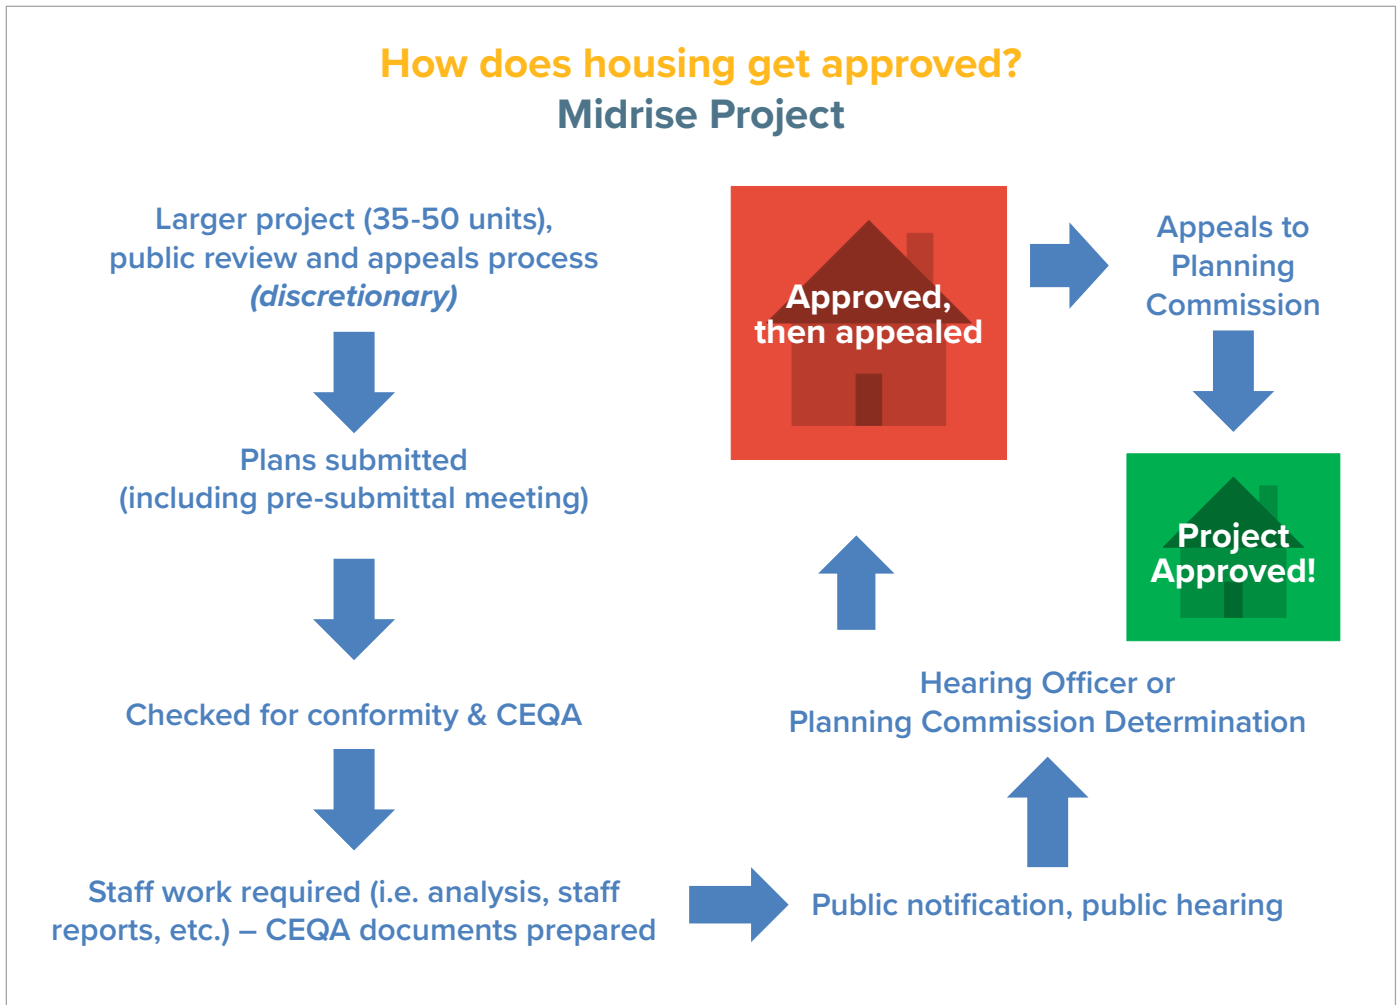 How does housing get approved?
Midrise Project
Larger project (35-50 units),
public review and appeals process
(discretionary)
Plans submitted
(including pre-submittal meeting)
Checked for conformity & CEQA
Staff work required (i.e. analysis, staff
reports, etc.) – CEQA documents prepared
Public notification, public hearing
Hearing Officer or
Planning Commission Determination
Approved,
then appealed
Appeals to
Planning
Commission
Project
Approved!